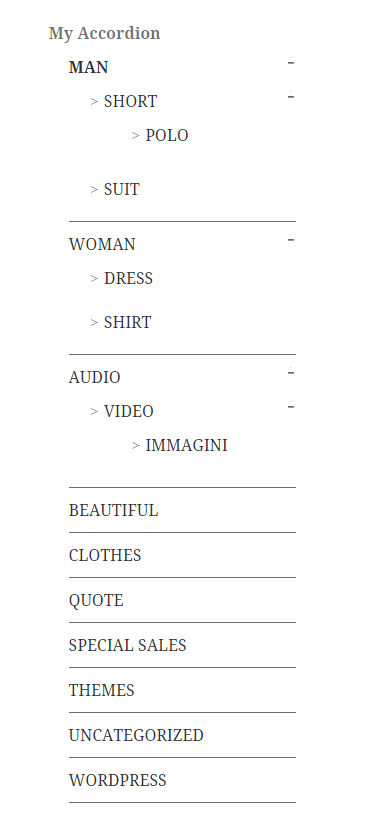 My Accordion
MAN -
> SHORT -
> POLO
> SUIT
WOMAN -
> DRESS
> SHIRT
AUDIO -
> VIDEO -
> IMMAGINI
BEAUTIFUL
CLOTHES
QUOTE
SPECIAL SALES
THEMES
UNCATEGORIZED
WORDPRESS